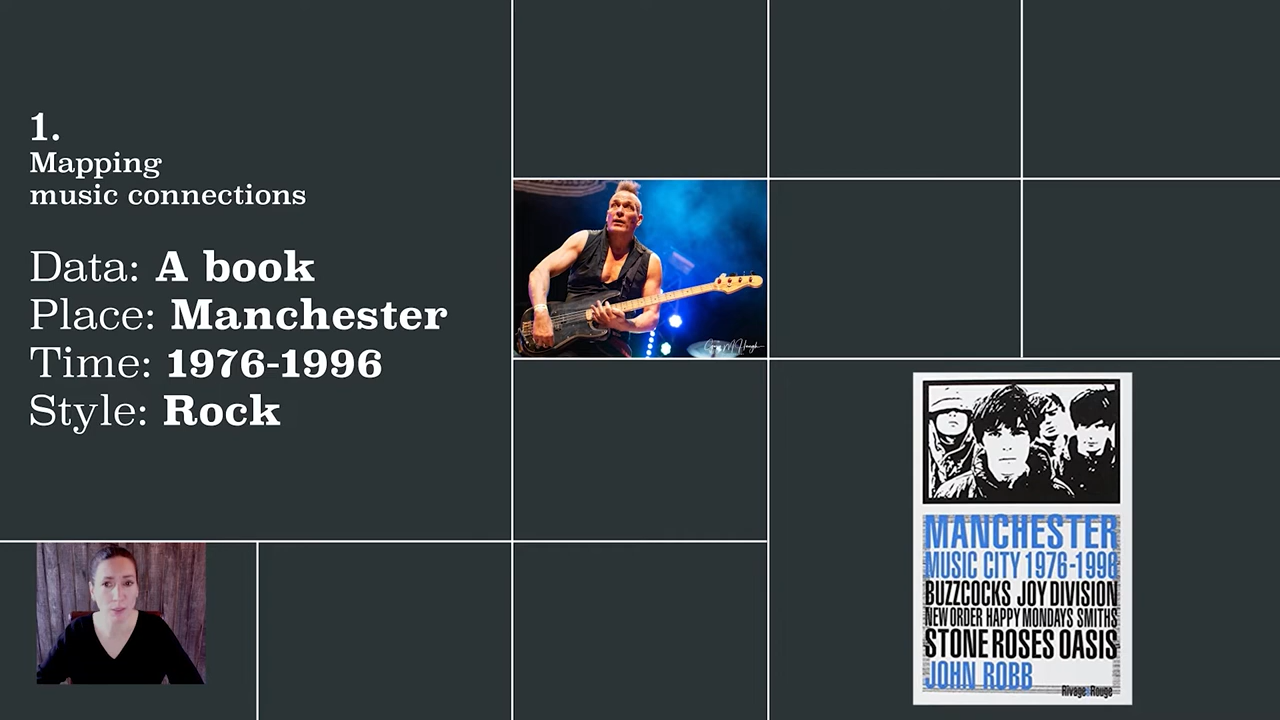 1.
Mapping
music connections
Data: A book
Place: Manchester
Time: 1976-1996
Style: Rock
MANCHESTER
MUSIC CITY 1976-1996
BUZZCOCKS JOY DIVISION
NEW ORDER HAPPY MONDAYS SMITHS
STONE ROSES OASIS
JOHN ROBB
Rivage Rouge